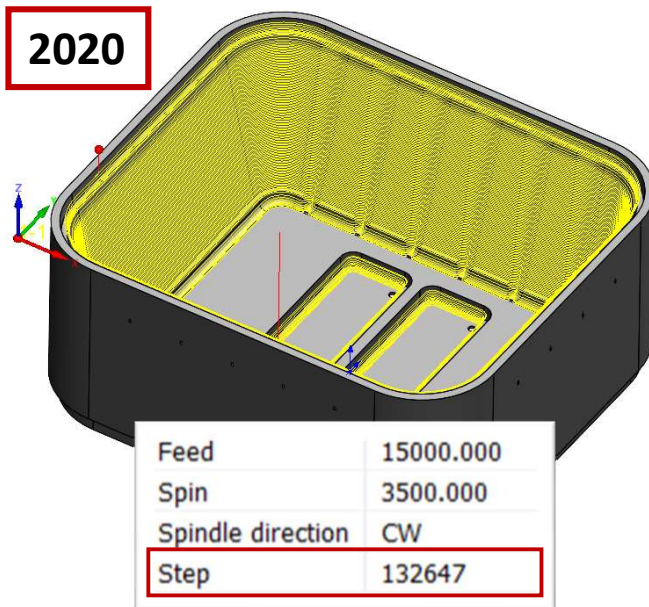 2020
Z
Feed 15000.000
Spin 3500.000
Spindle direction CW
Step 132647